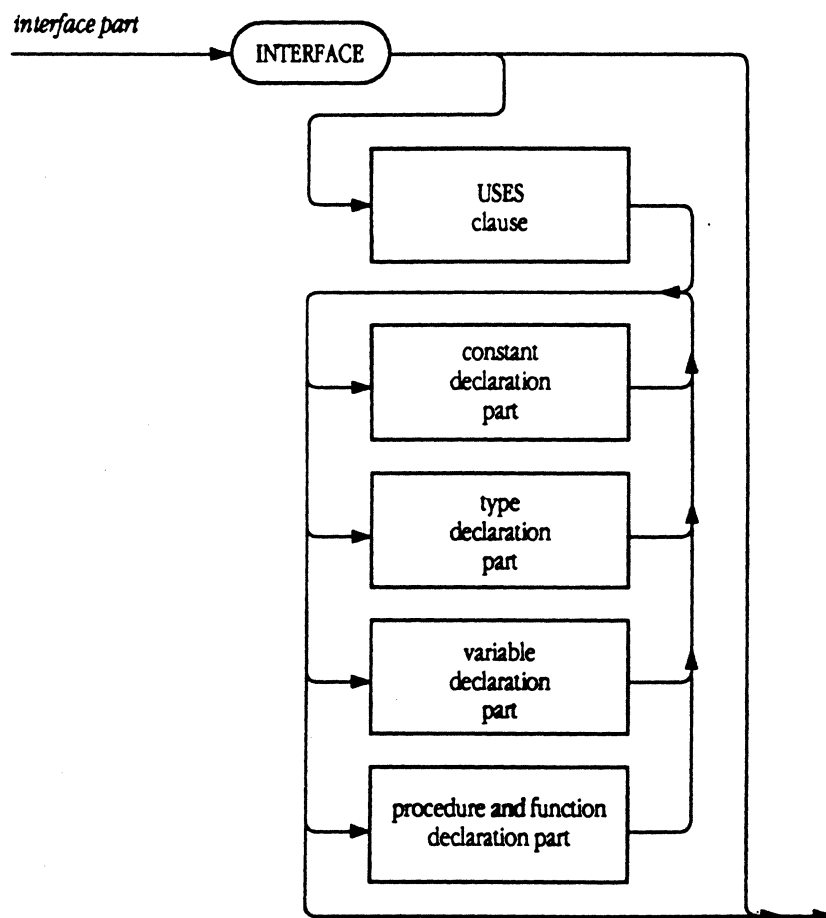 interface part
INTERFACE
USES
clause
constant
declaration
part
type
declaration
part
variable
declaration
part
procedure and function
declaration part